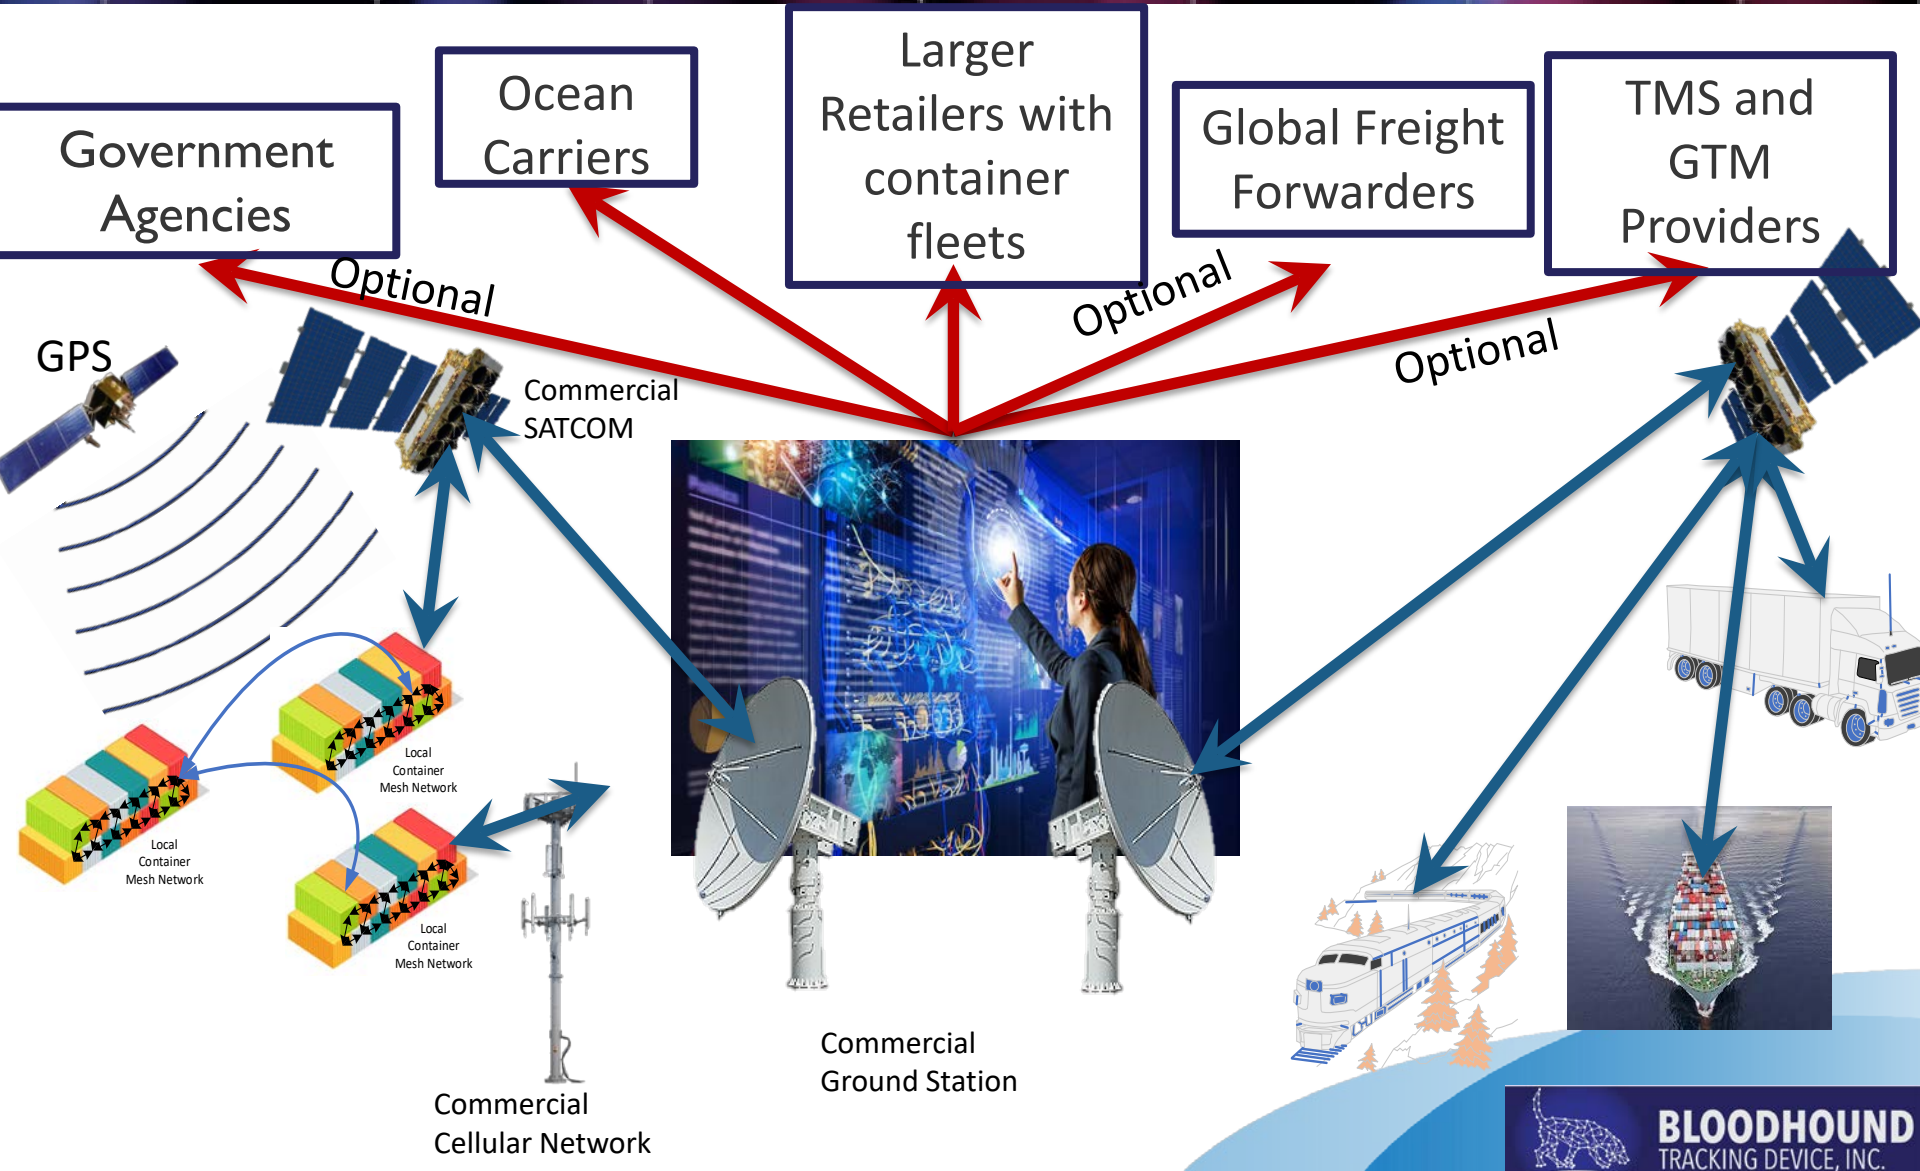 Government
Agencies
Ocean
Carriers
Larger
Retailers with
container
fleets
Global Freight
Forwarders
TMS and
GTM
Providers
Optional
Optional
Optional
GPS
Commercial
SATCOM
Local
Container
Mesh Network
Local
Container
Mesh Network
Local
Container
Mesh Network
Commercial
Ground Station
Commercial
Cellular Network
BLOODHOUND
TRACKING DEVICE, INC.